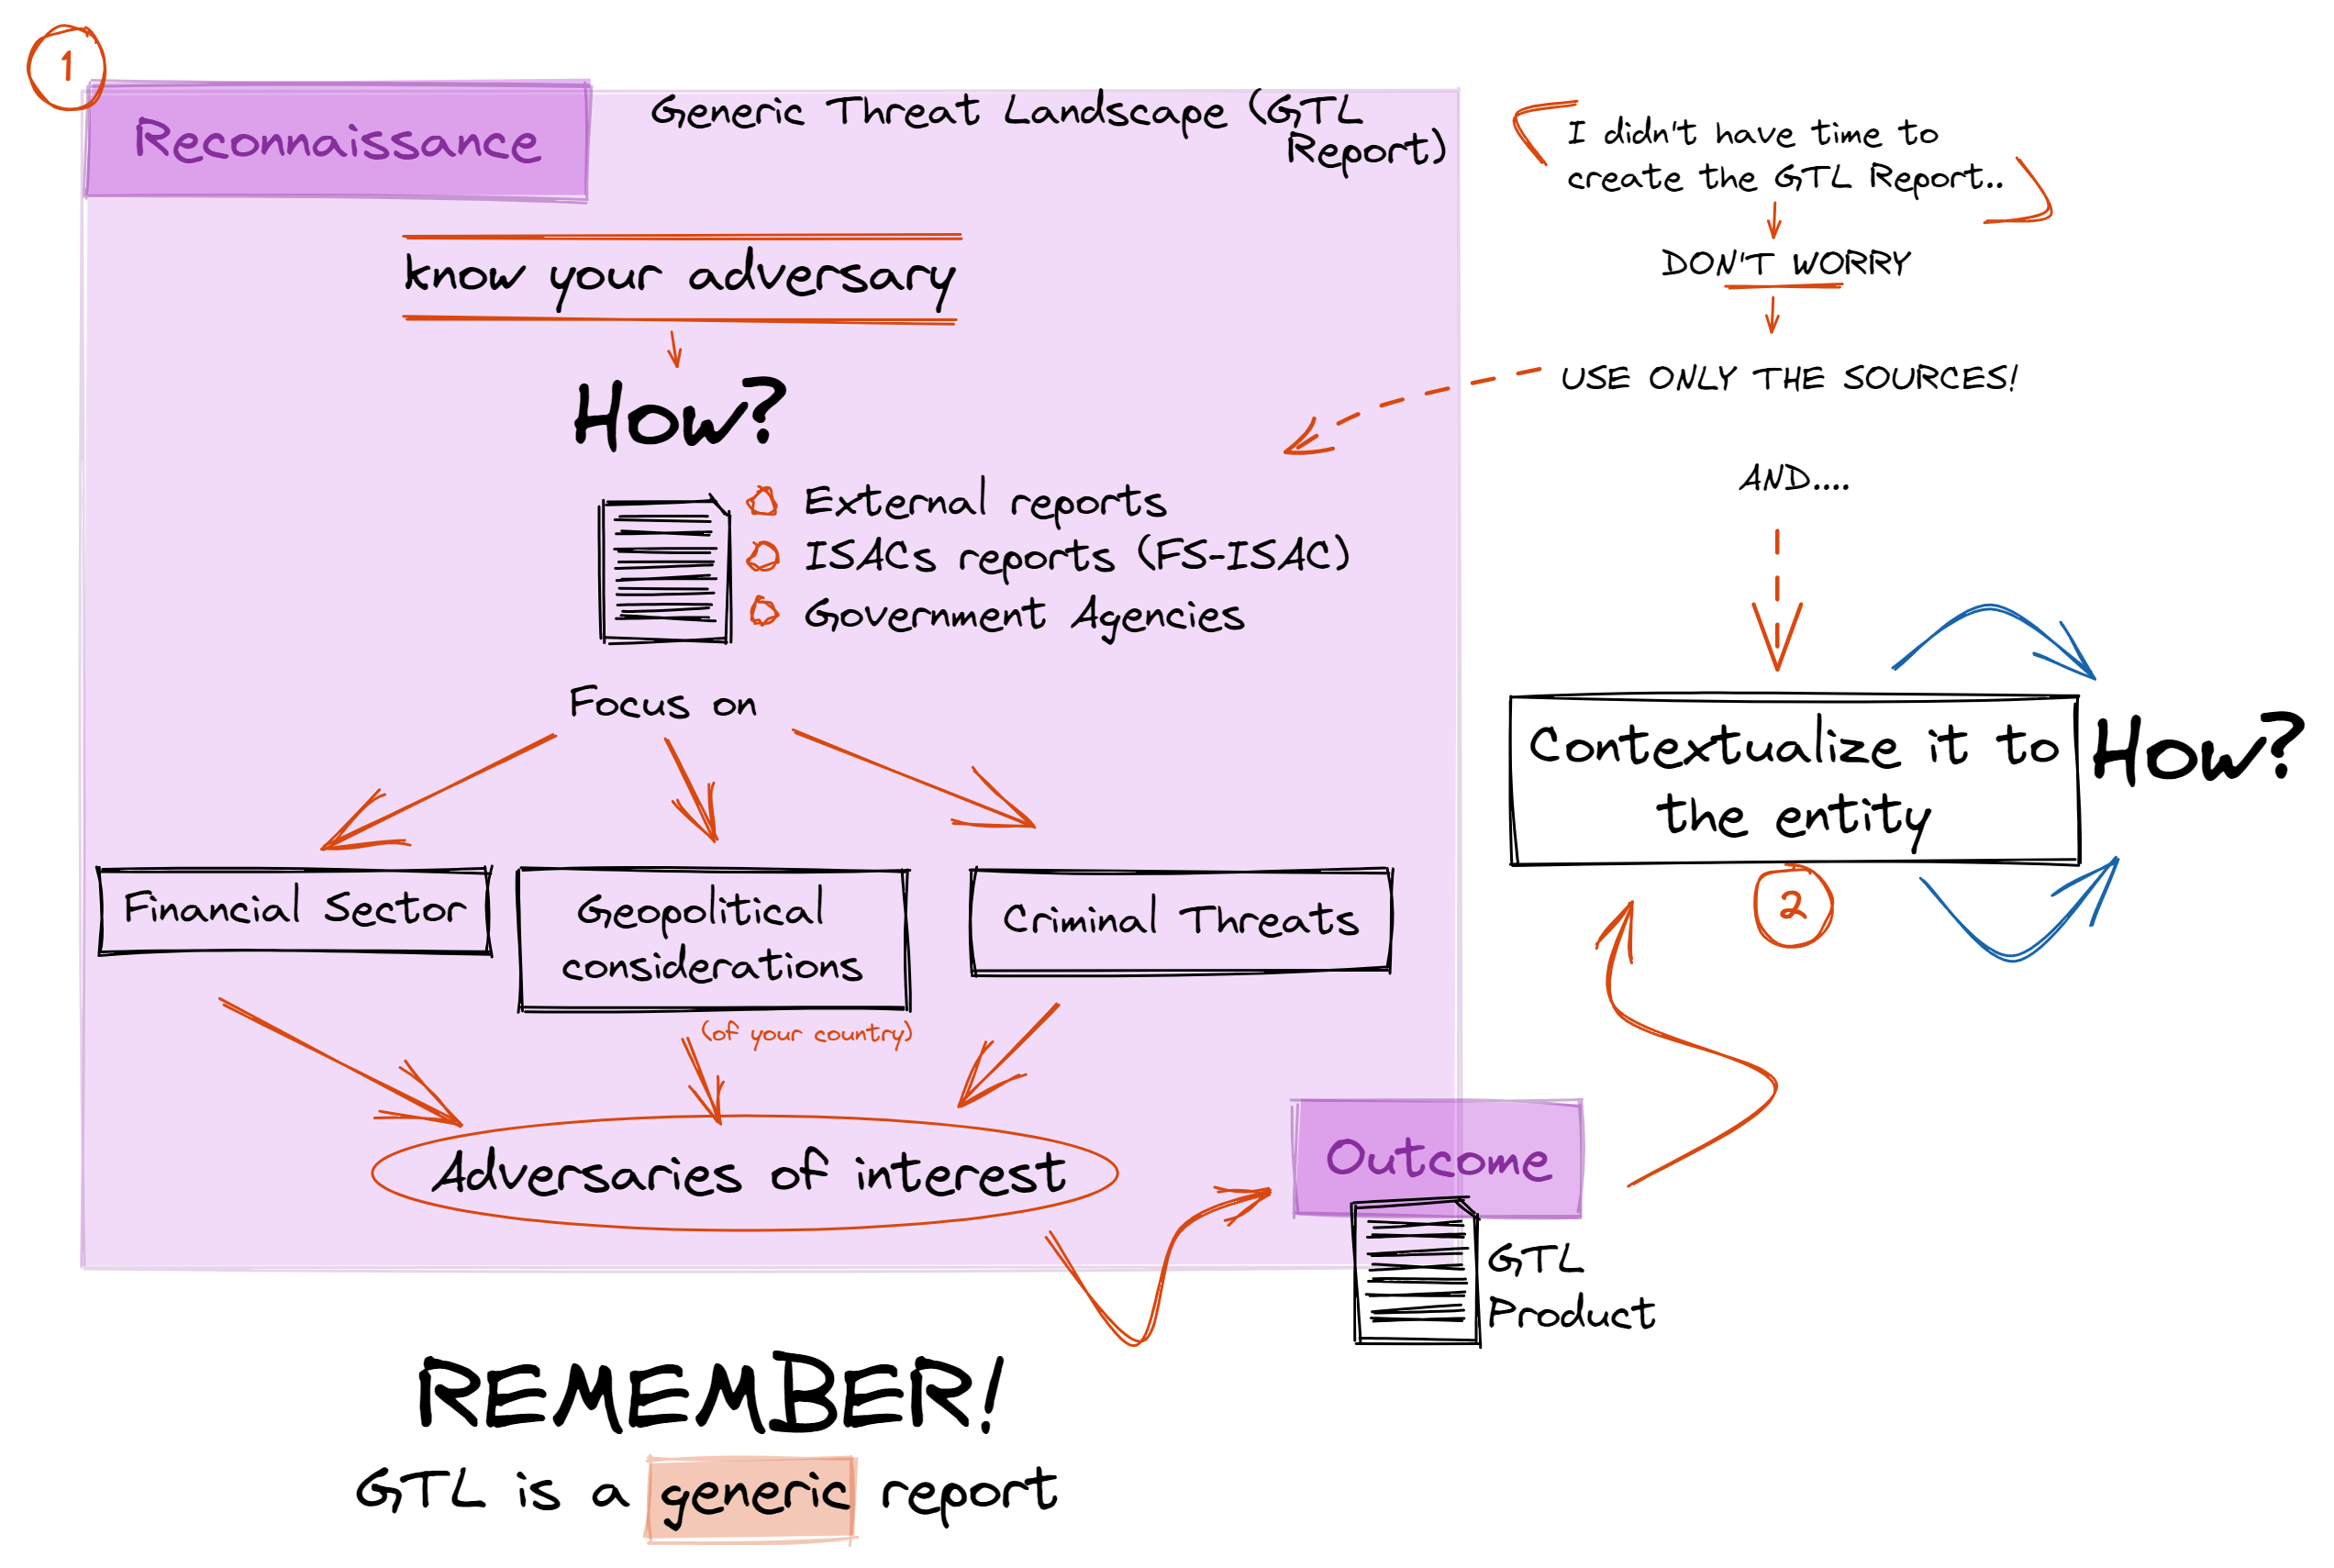 1
Reconnaissance
Generic Threat Landscape (GTL
Report)
know your adversary
How?
External reports
ISACs reports (FS-ISAC)
Government Agencies
Focus on
Financial Sector
Geopolitical
considerations
(of your country)
Criminal Threats
Adversaries of interest
Outcome
GTL
Product
REMEMBER!
GTL is a generic report
I didn't have time to
create the GTL Report..
DON'T WORRY
USE ONLY THE SOURCES!
AND....
Contextualize it to
the entity
How?
2